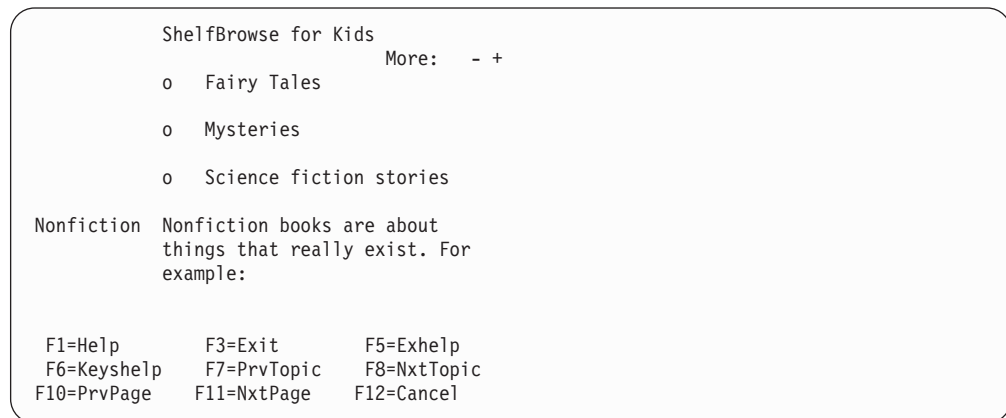 ShelfBrowse for Kids
More: - +
o Fairy Tales
o Mysteries
o Science fiction stories
Nonfiction Nonfiction books are about
things that really exist. For
example:
F1=Help F3=Exit F5=Exhelp
F6=Keyshelp F7=PrvTopic F8=NxtTopic
F10=PrvPage F11=NxtPage F12=Cancel